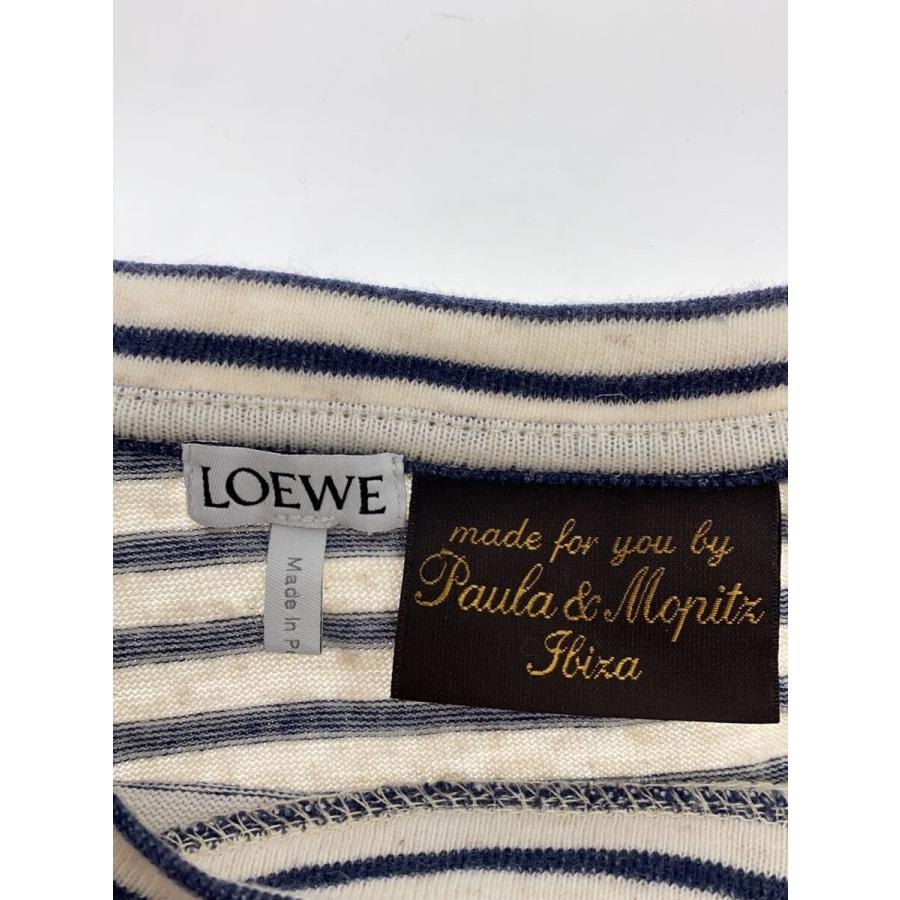 LOEWE
Made In P
made for you by
Paula & Mopitz
Ibiza